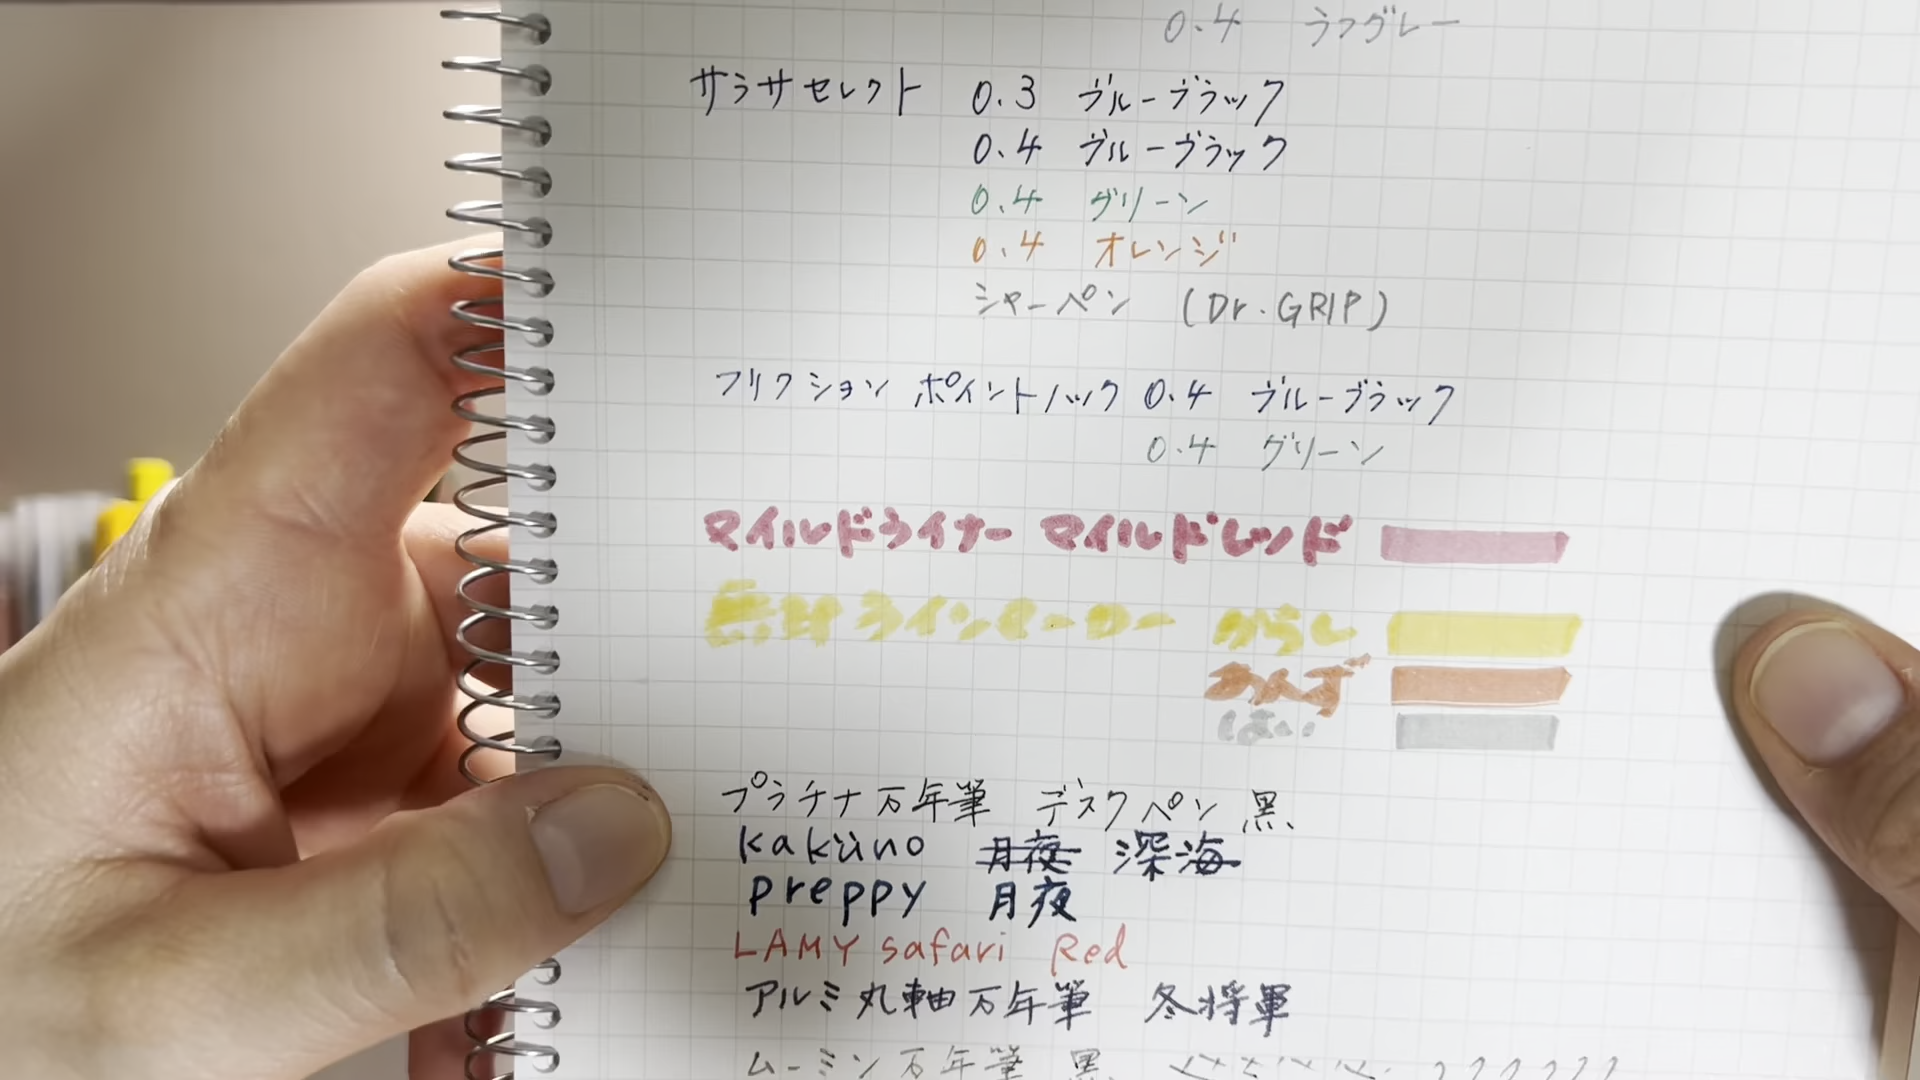 0.4 ラフグレー
サラサセレクト 0.3 ブルーブラック
0.4 ブルーブラック
0.4 グリーン
0.4 オレンジ
シャーペン (Dr.GRIP)
フリクション ポイントノック 0.4 ブルーブラック
0.4 グリーン
マイルドライナー マイルドレッド
無印 ラインマーカー からし
あんず
はい
プラチナ万年筆 デスクペン 黒
kaküno 月夜 深海
preppy 月夜
LAMY safari Red
アルミ丸軸万年筆 冬将軍
ムーミン万年筆 黒